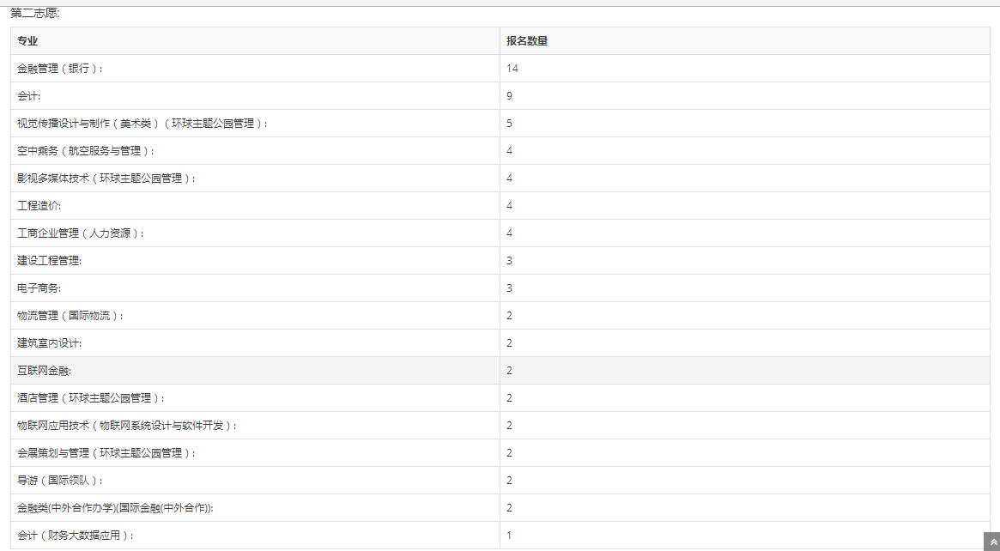 第二志愿:
专业 报名数量
金融管理（银行）: 14
会计: 9
视觉传播设计与制作（美术类）（环球主题公园管理）: 5
空中乘务（航空服务与管理）: 4
影视多媒体技术（环球主题公园管理）: 4
工程造价: 4
工商企业管理（人力资源）: 4
建设工程管理: 3
电子商务: 3
物流管理（国际物流）: 2
建筑室内设计: 2
互联网金融: 2
酒店管理（环球主题公园管理）: 2
物联网应用技术（物联网系统设计与软件开发）: 2
会展策划与管理（环球主题公园管理）: 2
导游（国际领队）: 2
金融类(中外合作办学)(国际金融(中外合作)): 2
会计（财务大数据应用）: 1